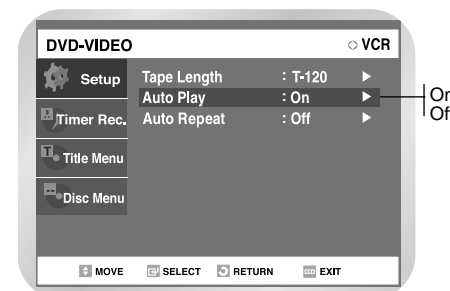 DVD-VIDEO VCR
Setup
Tape Length : T-120
Auto Play : On
Auto Repeat : Off
Timer Rec.
Title Menu
Disc Menu
MOVE SELECT RETURN EXIT